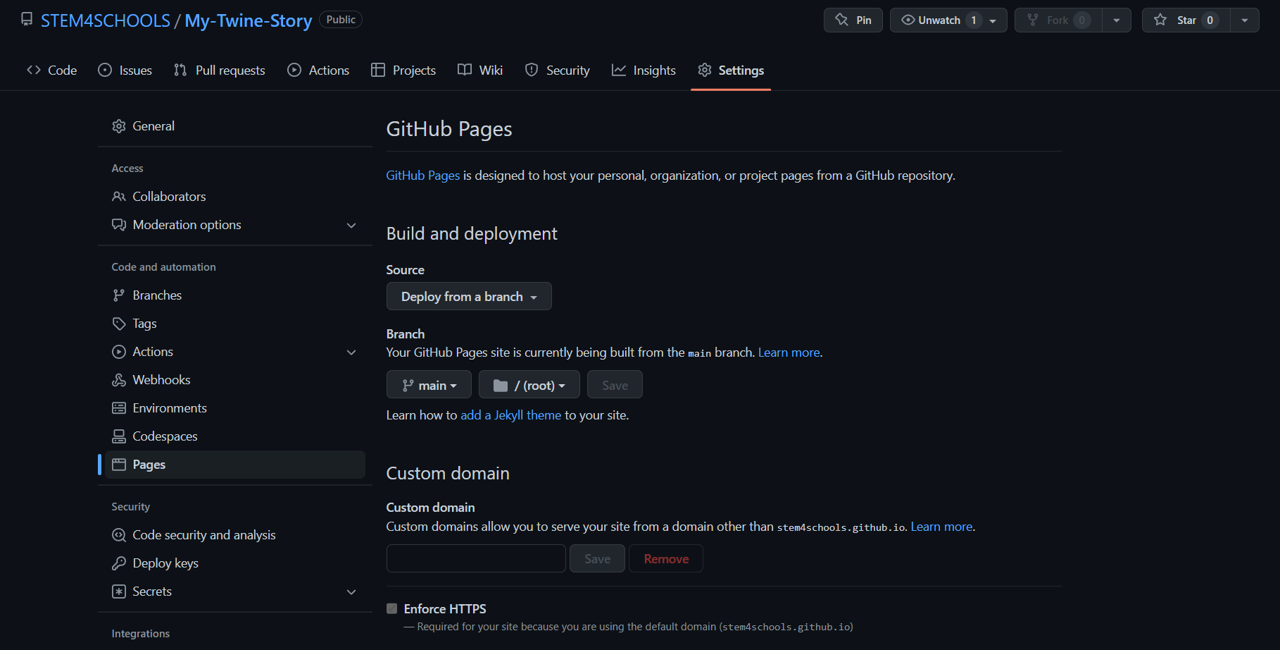 STEM4SCHOOLS / My-Twine-Story Public Pin Unwatch 1 Fork 0 Star 0
Code Issues Pull requests Actions Projects Wiki Security Insights Settings
General
Access
Collaborators
Moderation options
Code and automation
Branches
Tags
Actions
Webhooks
Environments
Codespaces
Pages
Security
Code security and analysis
Deploy keys
Secrets
Integrations
GitHub Pages
GitHub Pages is designed to host your personal, organization, or project pages from a GitHub repository.
Build and deployment
Source
Deploy from a branch
Branch
Your GitHub Pages site is currently being built from the main branch. Learn more.
main / (root) Save
Learn how to add a Jekyll theme to your site.
Custom domain
Custom domain
Custom domains allow you to serve your site from a domain other than stem4schools.github.io. Learn more.
Save Remove
Enforce HTTPS
— Required for your site because you are using the default domain (stem4schools.github.io)